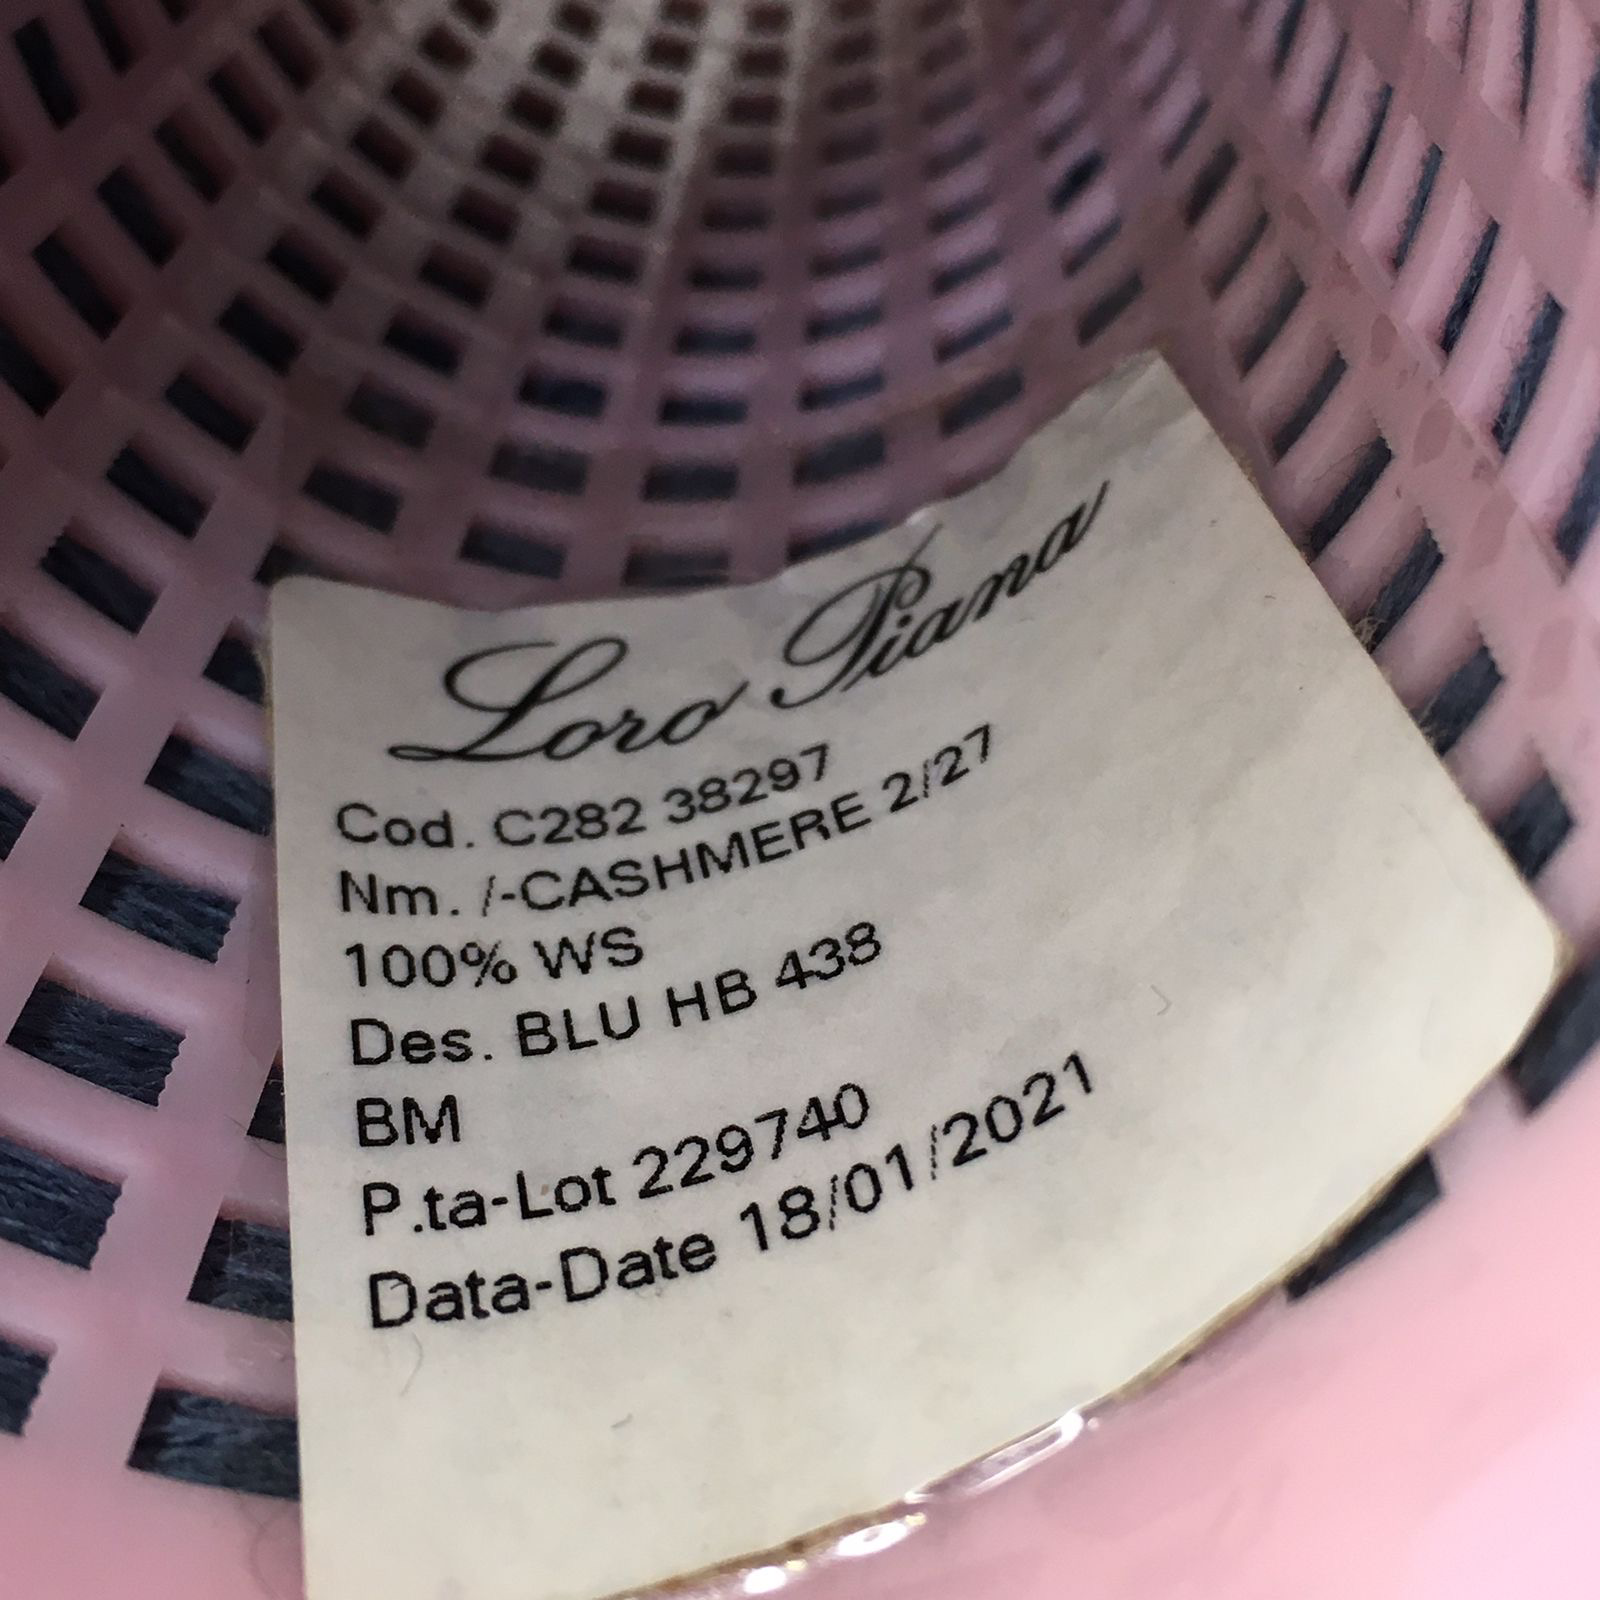 Loro Piana
Cod. C282 38297
Nm. /-CASHMERE 2/27
100% WS
Des. BLU HB 438
BM
P.ta-Lot 229740
Data-Date 18/01/2021